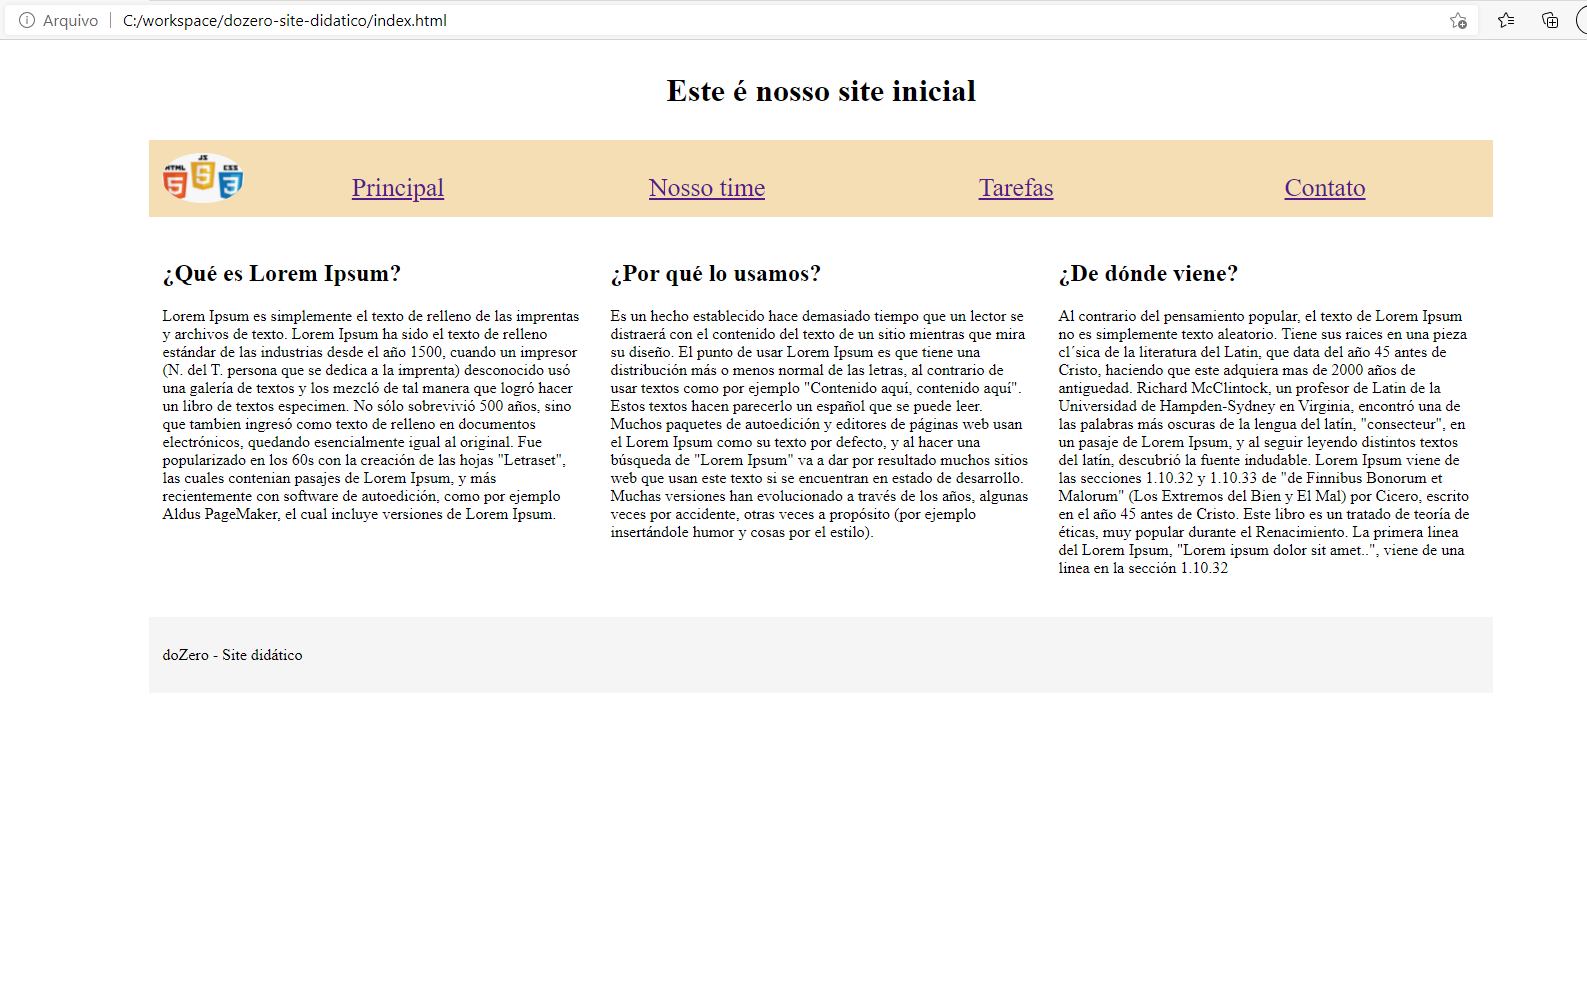 Arquivo C:/workspace/dozero-site-didatico/index.html
Este é nosso site inicial
HTML JS CSS
Principal Nosso time Tarefas Contato
¿Qué es Lorem Ipsum?
Lorem Ipsum es simplemente el texto de relleno de las imprentas
y archivos de texto. Lorem Ipsum ha sido el texto de relleno
estándar de las industrias desde el año 1500, cuando un impresor
(N. del T. persona que se dedica a la imprenta) desconocido usó
una galería de textos y los mezcló de tal manera que logró hacer
un libro de textos especimen. No sólo sobrevivió 500 años, sino
que tambien ingresó como texto de relleno en documentos
electrónicos, quedando esencialmente igual al original. Fue
popularizado en los 60s con la creación de las hojas "Letraset",
las cuales contenian pasajes de Lorem Ipsum, y más
recientemente con software de autoedición, como por ejemplo
Aldus PageMaker, el cual incluye versiones de Lorem Ipsum.
¿Por qué lo usamos?
Es un hecho establecido hace demasiado tiempo que un lector se
distraerá con el contenido del texto de un sitio mientras que mira
su diseño. El punto de usar Lorem Ipsum es que tiene una
distribución más o menos normal de las letras, al contrario de
usar textos como por ejemplo "Contenido aquí, contenido aquí".
Estos textos hacen parecerlo un español que se puede leer.
Muchos paquetes de autoedición y editores de páginas web usan
el Lorem Ipsum como su texto por defecto, y al hacer una
búsqueda de "Lorem Ipsum" va a dar por resultado muchos sitios
web que usan este texto si se encuentran en estado de desarrollo.
Muchas versiones han evolucionado a través de los años, algunas
veces por accidente, otras veces a propósito (por ejemplo
insertándole humor y cosas por el estilo).
¿De dónde viene?
Al contrario del pensamiento popular, el texto de Lorem Ipsum
no es simplemente texto aleatorio. Tiene sus raices en una pieza
cl´sica de la literatura del Latin, que data del año 45 antes de
Cristo, haciendo que este adquiera mas de 2000 años de
antiguedad. Richard McClintock, un profesor de Latin de la
Universidad de Hampden-Sydney en Virginia, encontró una de
las palabras más oscuras de la lengua del latín, "consecteur", en
un pasaje de Lorem Ipsum, y al seguir leyendo distintos textos
del latín, descubrió la fuente indudable. Lorem Ipsum viene de
las secciones 1.10.32 y 1.10.33 de "de Finnibus Bonorum et
Malorum" (Los Extremos del Bien y El Mal) por Cicero, escrito
en el año 45 antes de Cristo. Este libro es un tratado de teoría de
éticas, muy popular durante el Renacimiento. La primera linea
del Lorem Ipsum, "Lorem ipsum dolor sit amet..", viene de una
linea en la sección 1.10.32
doZero - Site didático